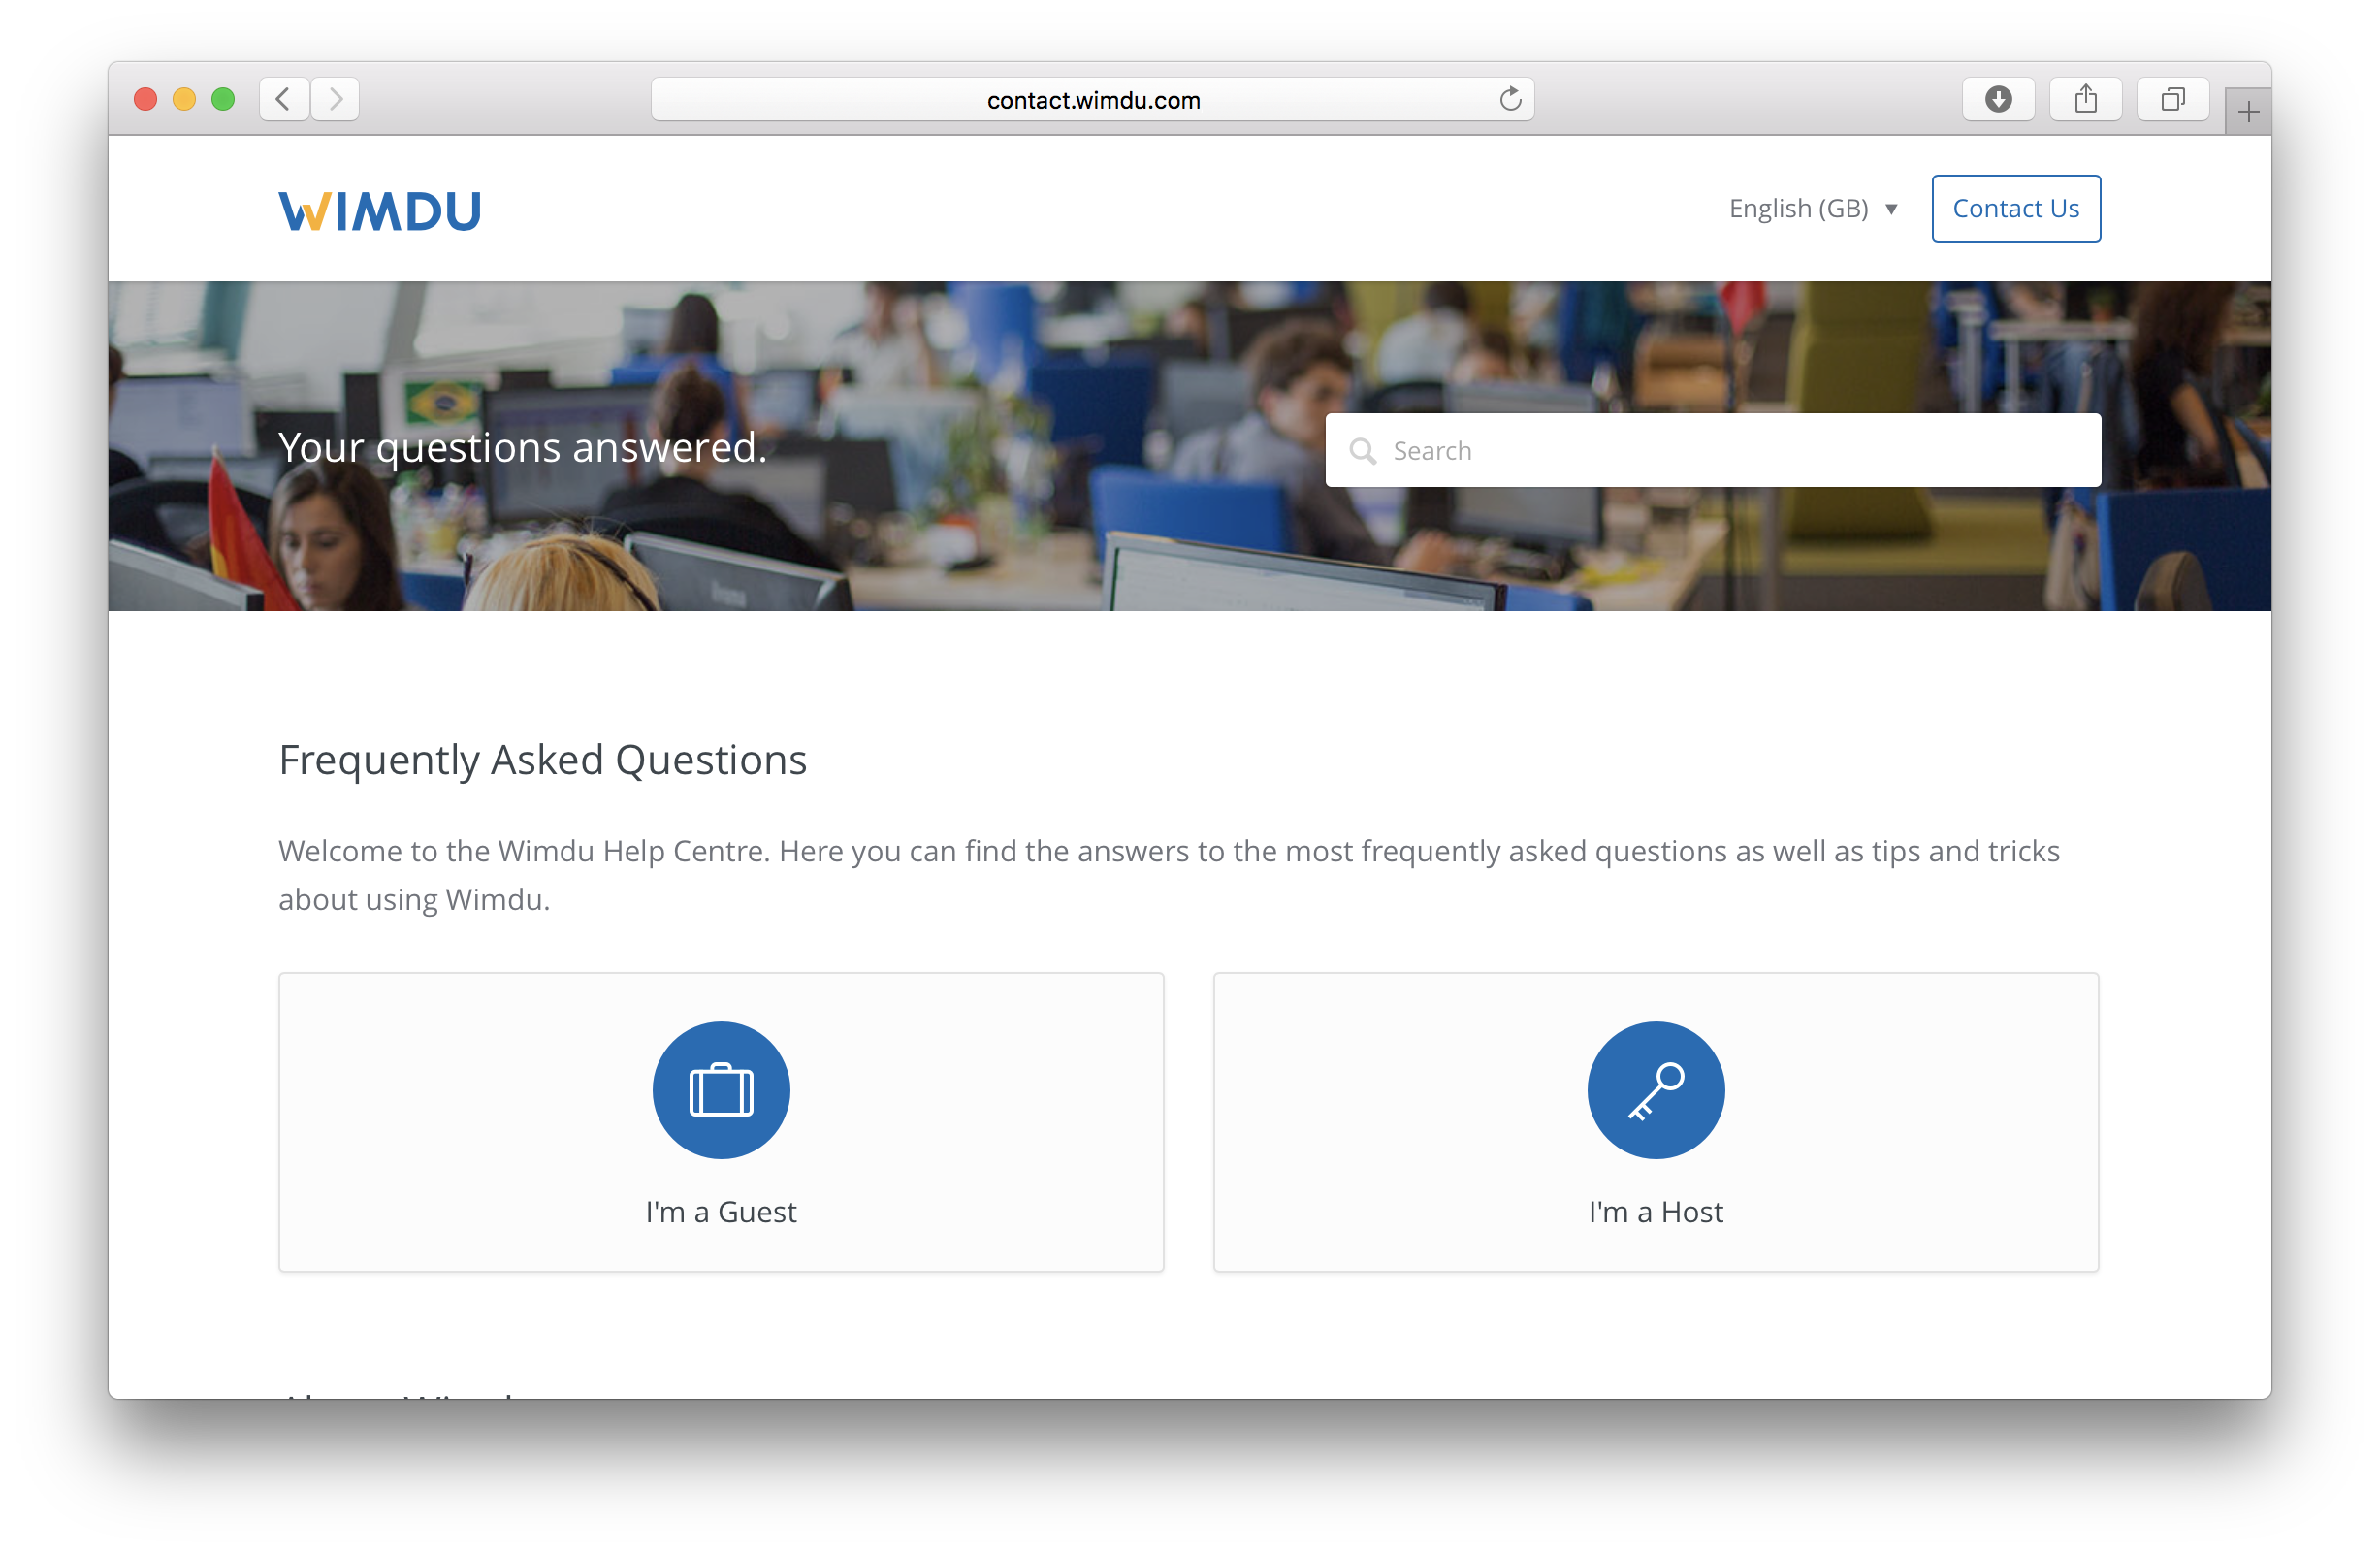 contact.wimdu.com
WIMDU
English (GB) ▼
Contact Us
Your questions answered.
Search
Frequently Asked Questions
Welcome to the Wimdu Help Centre. Here you can find the answers to the most frequently asked questions as well as tips and tricks
about using Wimdu.
I'm a Guest
I'm a Host